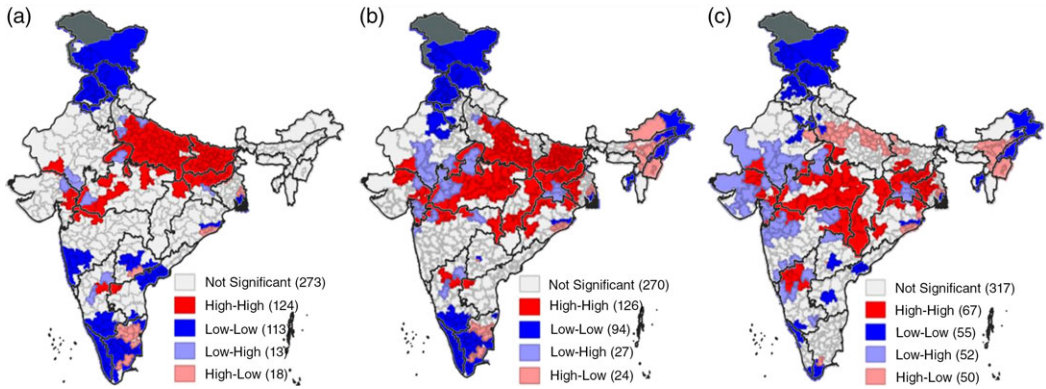 (a)
Not Significant (273)
High-High (124)
Low-Low (113)
Low-High (13)
High-Low (18)
(b)
Not Significant (270)
High-High (126)
Low-Low (94)
Low-High (27)
High-Low (24)
(c)
Not Significant (317)
High-High (67)
Low-Low (55)
Low-High (52)
High-Low (50)